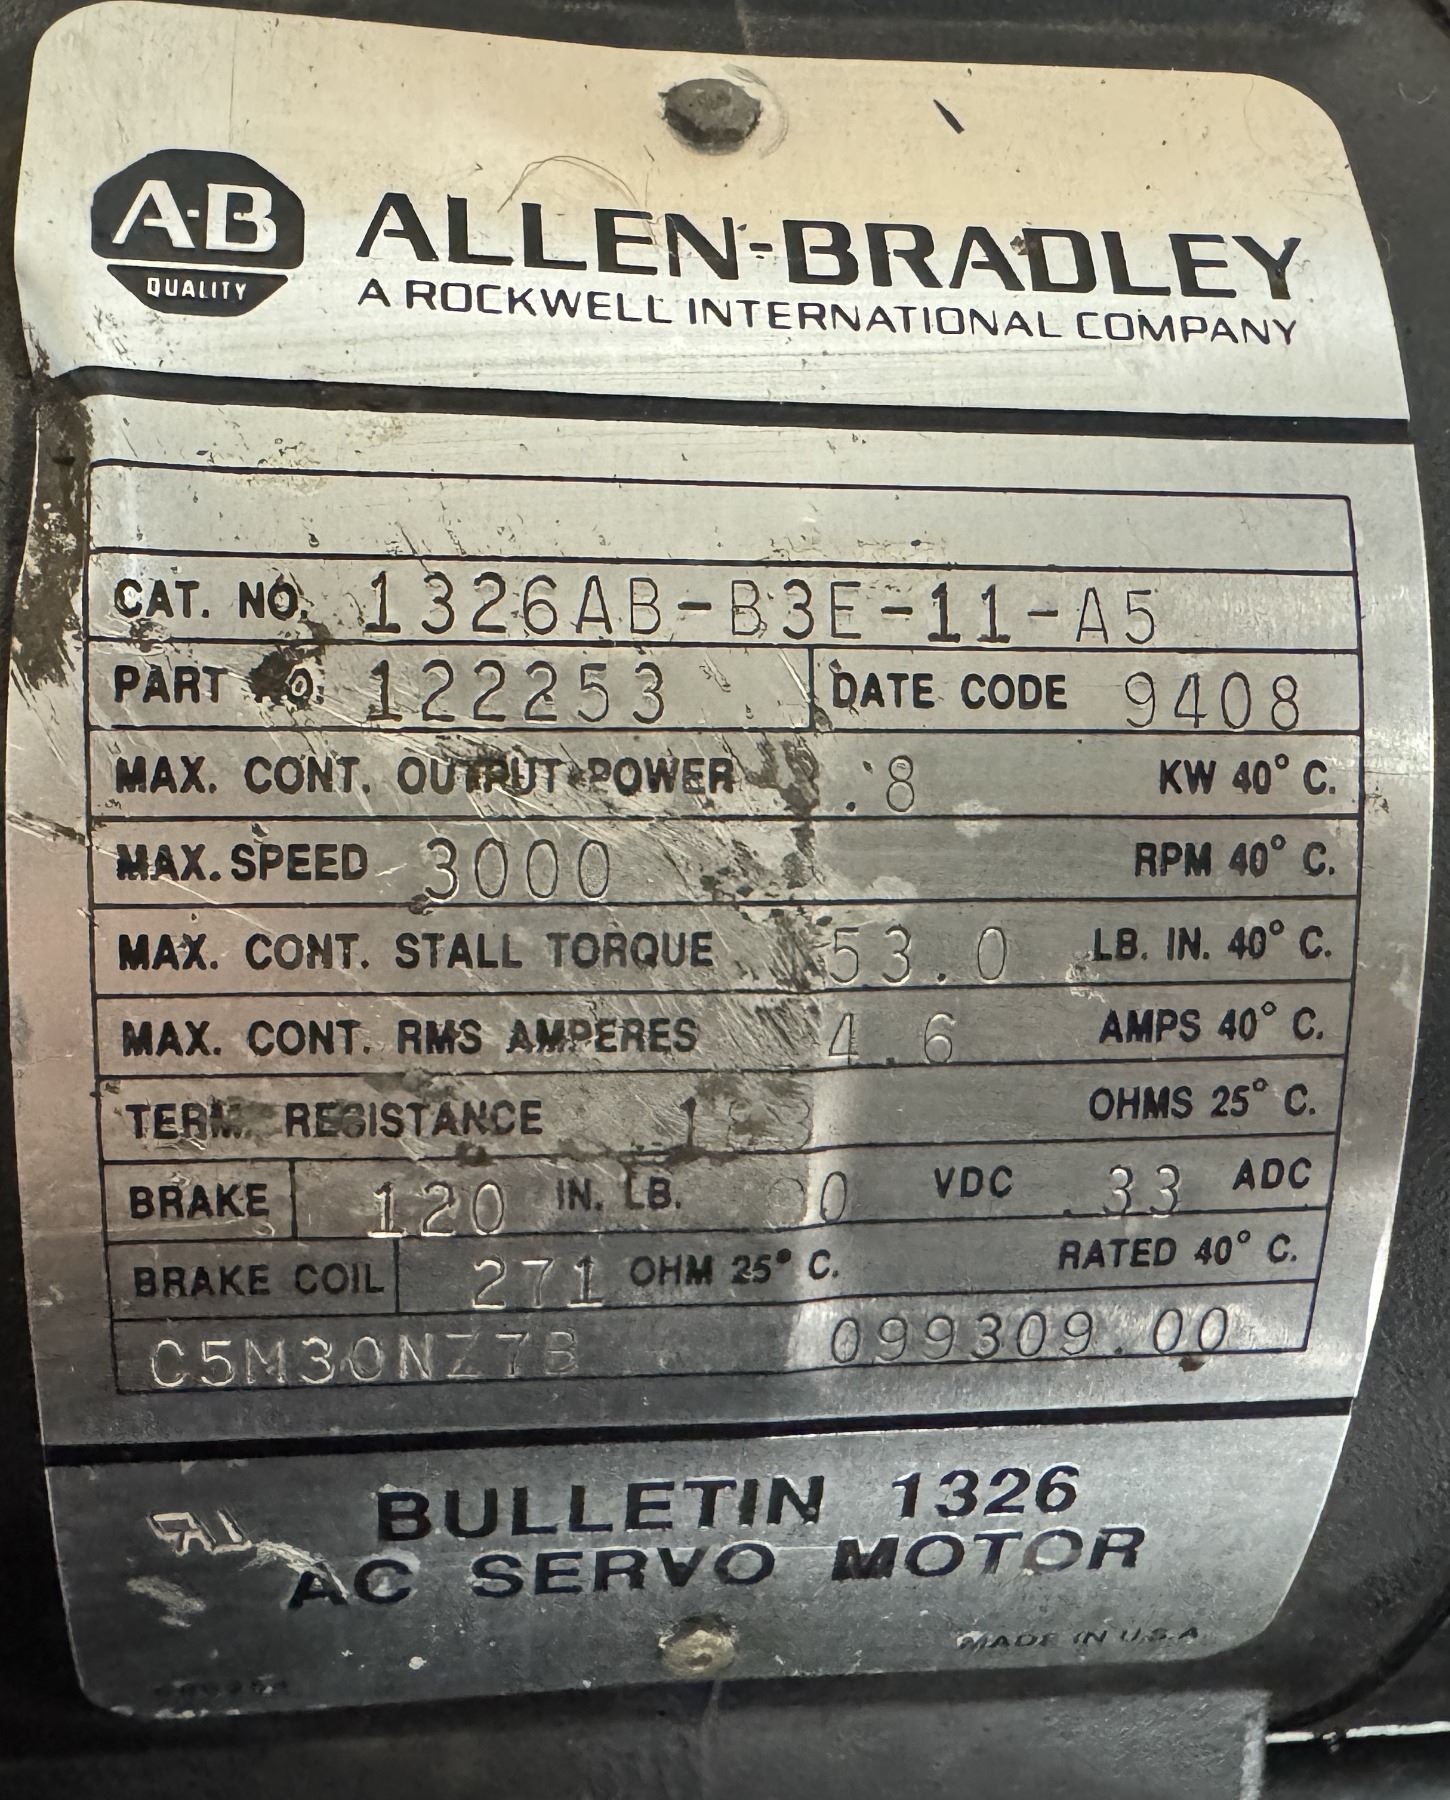 A-B
QUALITY
ALLEN-BRADLEY
A ROCKWELL INTERNATIONAL COMPANY
CAT. NO. 1326AB-B3E-11-A5
PART NO. 122253 DATE CODE 9408
MAX. CONT. OUTPUT POWER .8 KW 40° C.
MAX. SPEED 3000 RPM 40° C.
MAX. CONT. STALL TORQUE 53.0 LB. IN. 40° C.
MAX. CONT. RMS AMPERES 4.6 AMPS 40° C.
TERM. RESISTANCE OHMS 25° C.
BRAKE 120 IN. LB. 90 VDC .33 ADC
BRAKE COIL 271 OHM 25° C. RATED 40° C.
C5M30NZ7B 099309.00
BULLETIN 1326
AC SERVO MOTOR
MADE IN U.S.A.